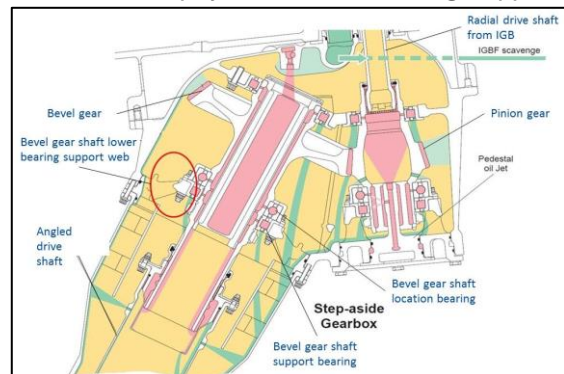 Radial drive shaft
from IGB
IGBF scavenge
Bevel gear
Bevel gear shaft lower
bearing support web
Pinion gear
Pedestal
oil Jet
Angled
drive
shaft
Bevel gear shaft
location bearing
Step-aside
Gearbox
Bevel gear shaft
support bearing